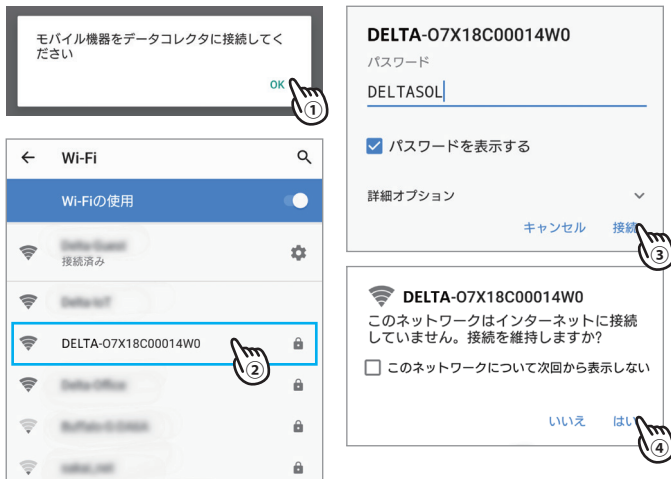 モバイル機器をデータコレクタに接続してく
ださい
OK
①
Wi-Fi
Wi-Fiの使用
接続済み
DELTA-O7X18C00014W0
②
DELTA-O7X18C00014W0
パスワード
DELTASOL
パスワードを表示する
詳細オプション
キャンセル 接続
③
DELTA-O7X18C00014W0
このネットワークはインターネットに接続
していません。接続を維持しますか?
このネットワークについて次回から表示しない
いいえ はい
④